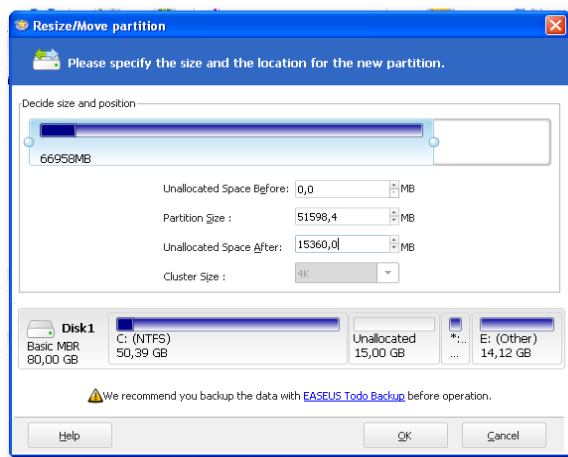 Resize/Move partition
Please specify the size and the location for the new partition.
Decide size and position
66958MB
Unallocated Space Before: 0,0 MB
Partition Size : 51598,4 MB
Unallocated Space After: 15360,0 MB
Cluster Size : 4K
Disk1
Basic MBR
80,00 GB
C: (NTFS)
50,39 GB
Unallocated
15,00 GB
*:..
...
E: (Other)
14,12 GB
We recommend you backup the data with EASEUS Todo Backup before operation.
Help OK Cancel